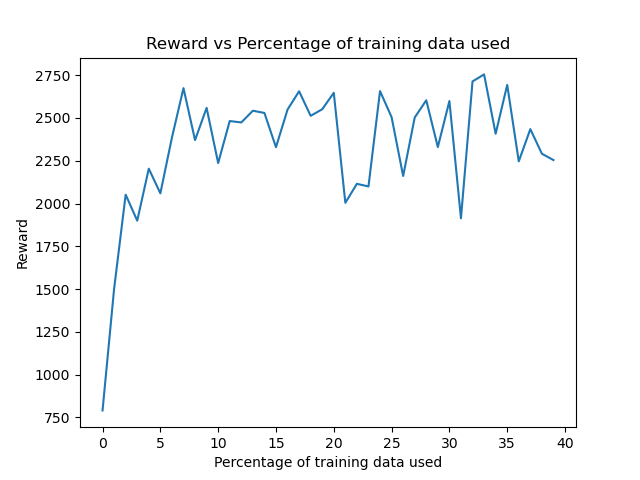 Reward vs Percentage of training data used
2750
2500
2250
2000
1750
1500
1250
1000
750
Reward
0 5 10 15 20 25 30 35 40
Percentage of training data used